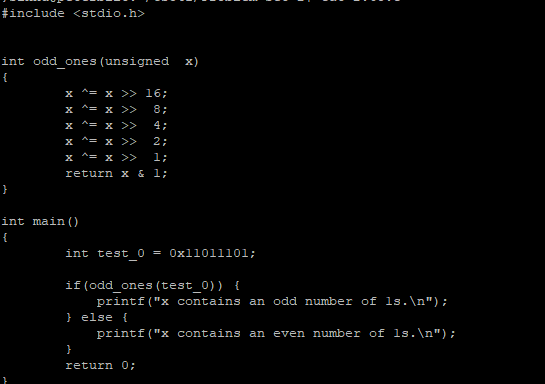 #include <stdio.h>
int odd_ones(unsigned  x)
{
        x ^= x >> 16;
        x ^= x >>  8;
        x ^= x >>  4;
        x ^= x >>  2;
        x ^= x >>  1;
        return x & 1;
}
int main()
{
        int test_0 = 0x11011101;
        if(odd_ones(test_0)) {
            printf("x contains an odd number of 1s.\n");
        } else {
            printf("x contains an even number of 1s.\n");
        }
        return 0;
}